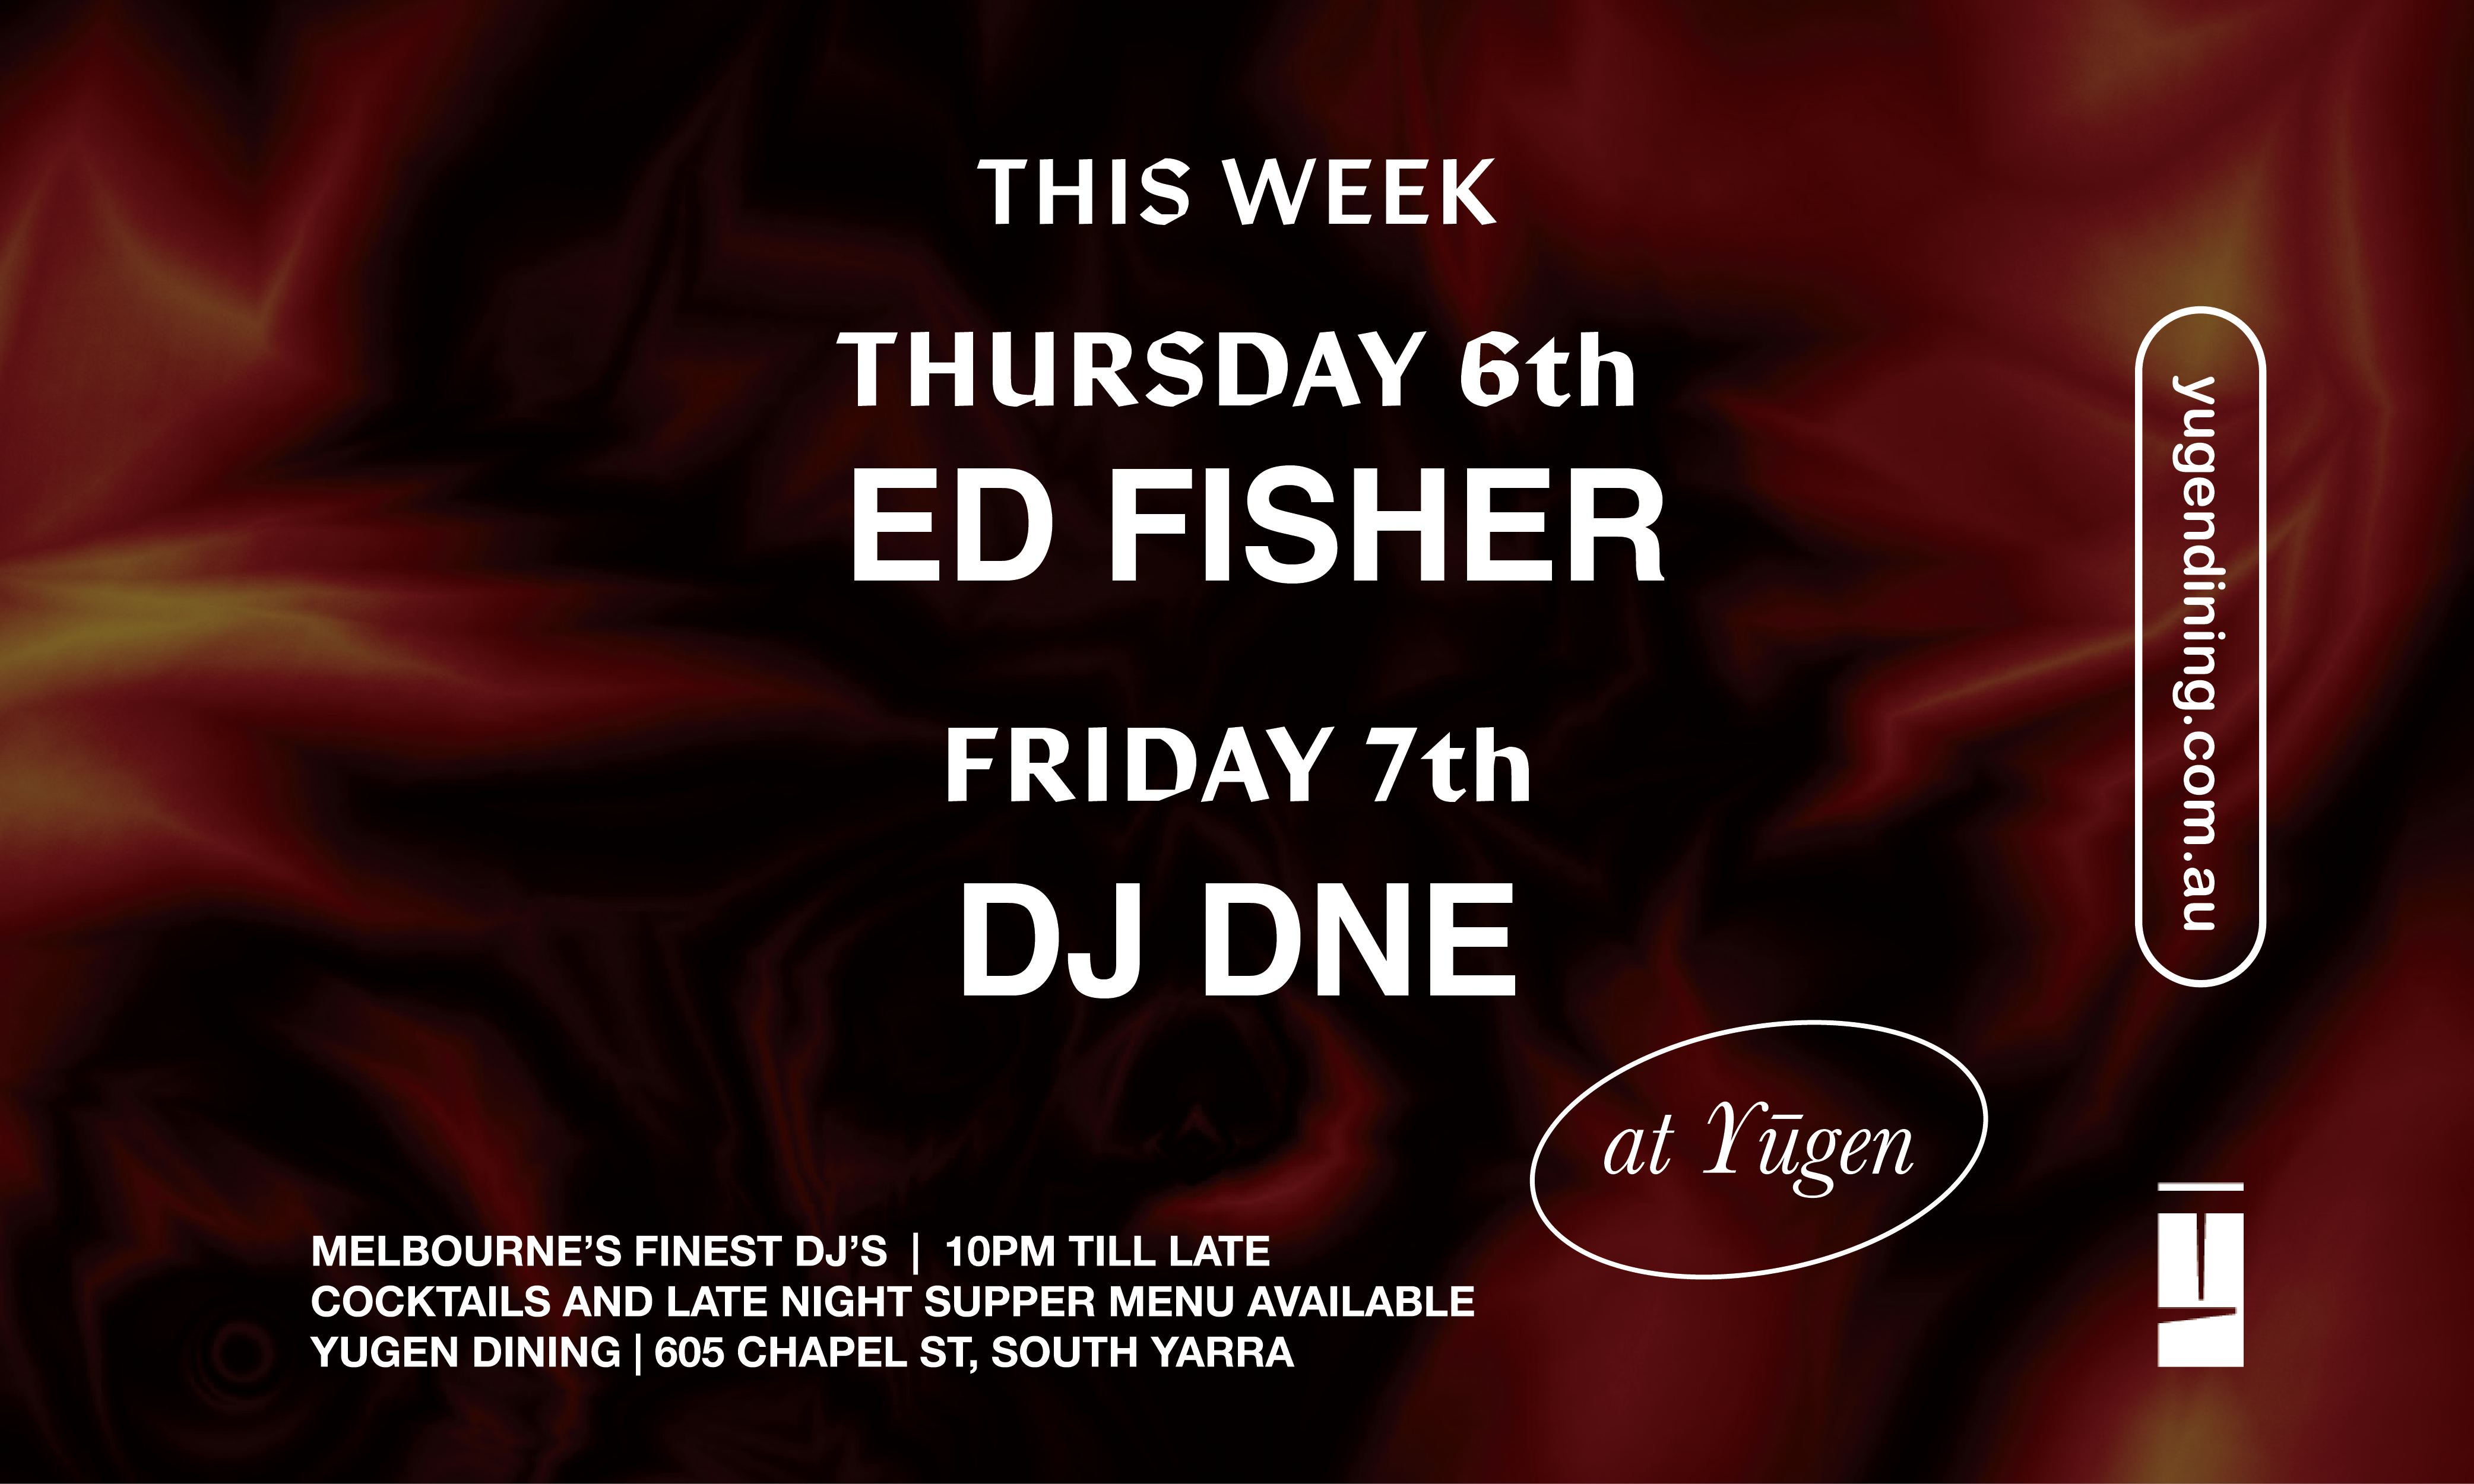 THIS WEEK
THURSDAY 6th
ED FISHER
FRIDAY 7th
DJ DNE
at Yūgen
MELBOURNE’S FINEST DJ’S | 10PM TILL LATE
COCKTAILS AND LATE NIGHT SUPPER MENU AVAILABLE
YUGEN DINING | 605 CHAPEL ST, SOUTH YARRA
yugendining.com.au